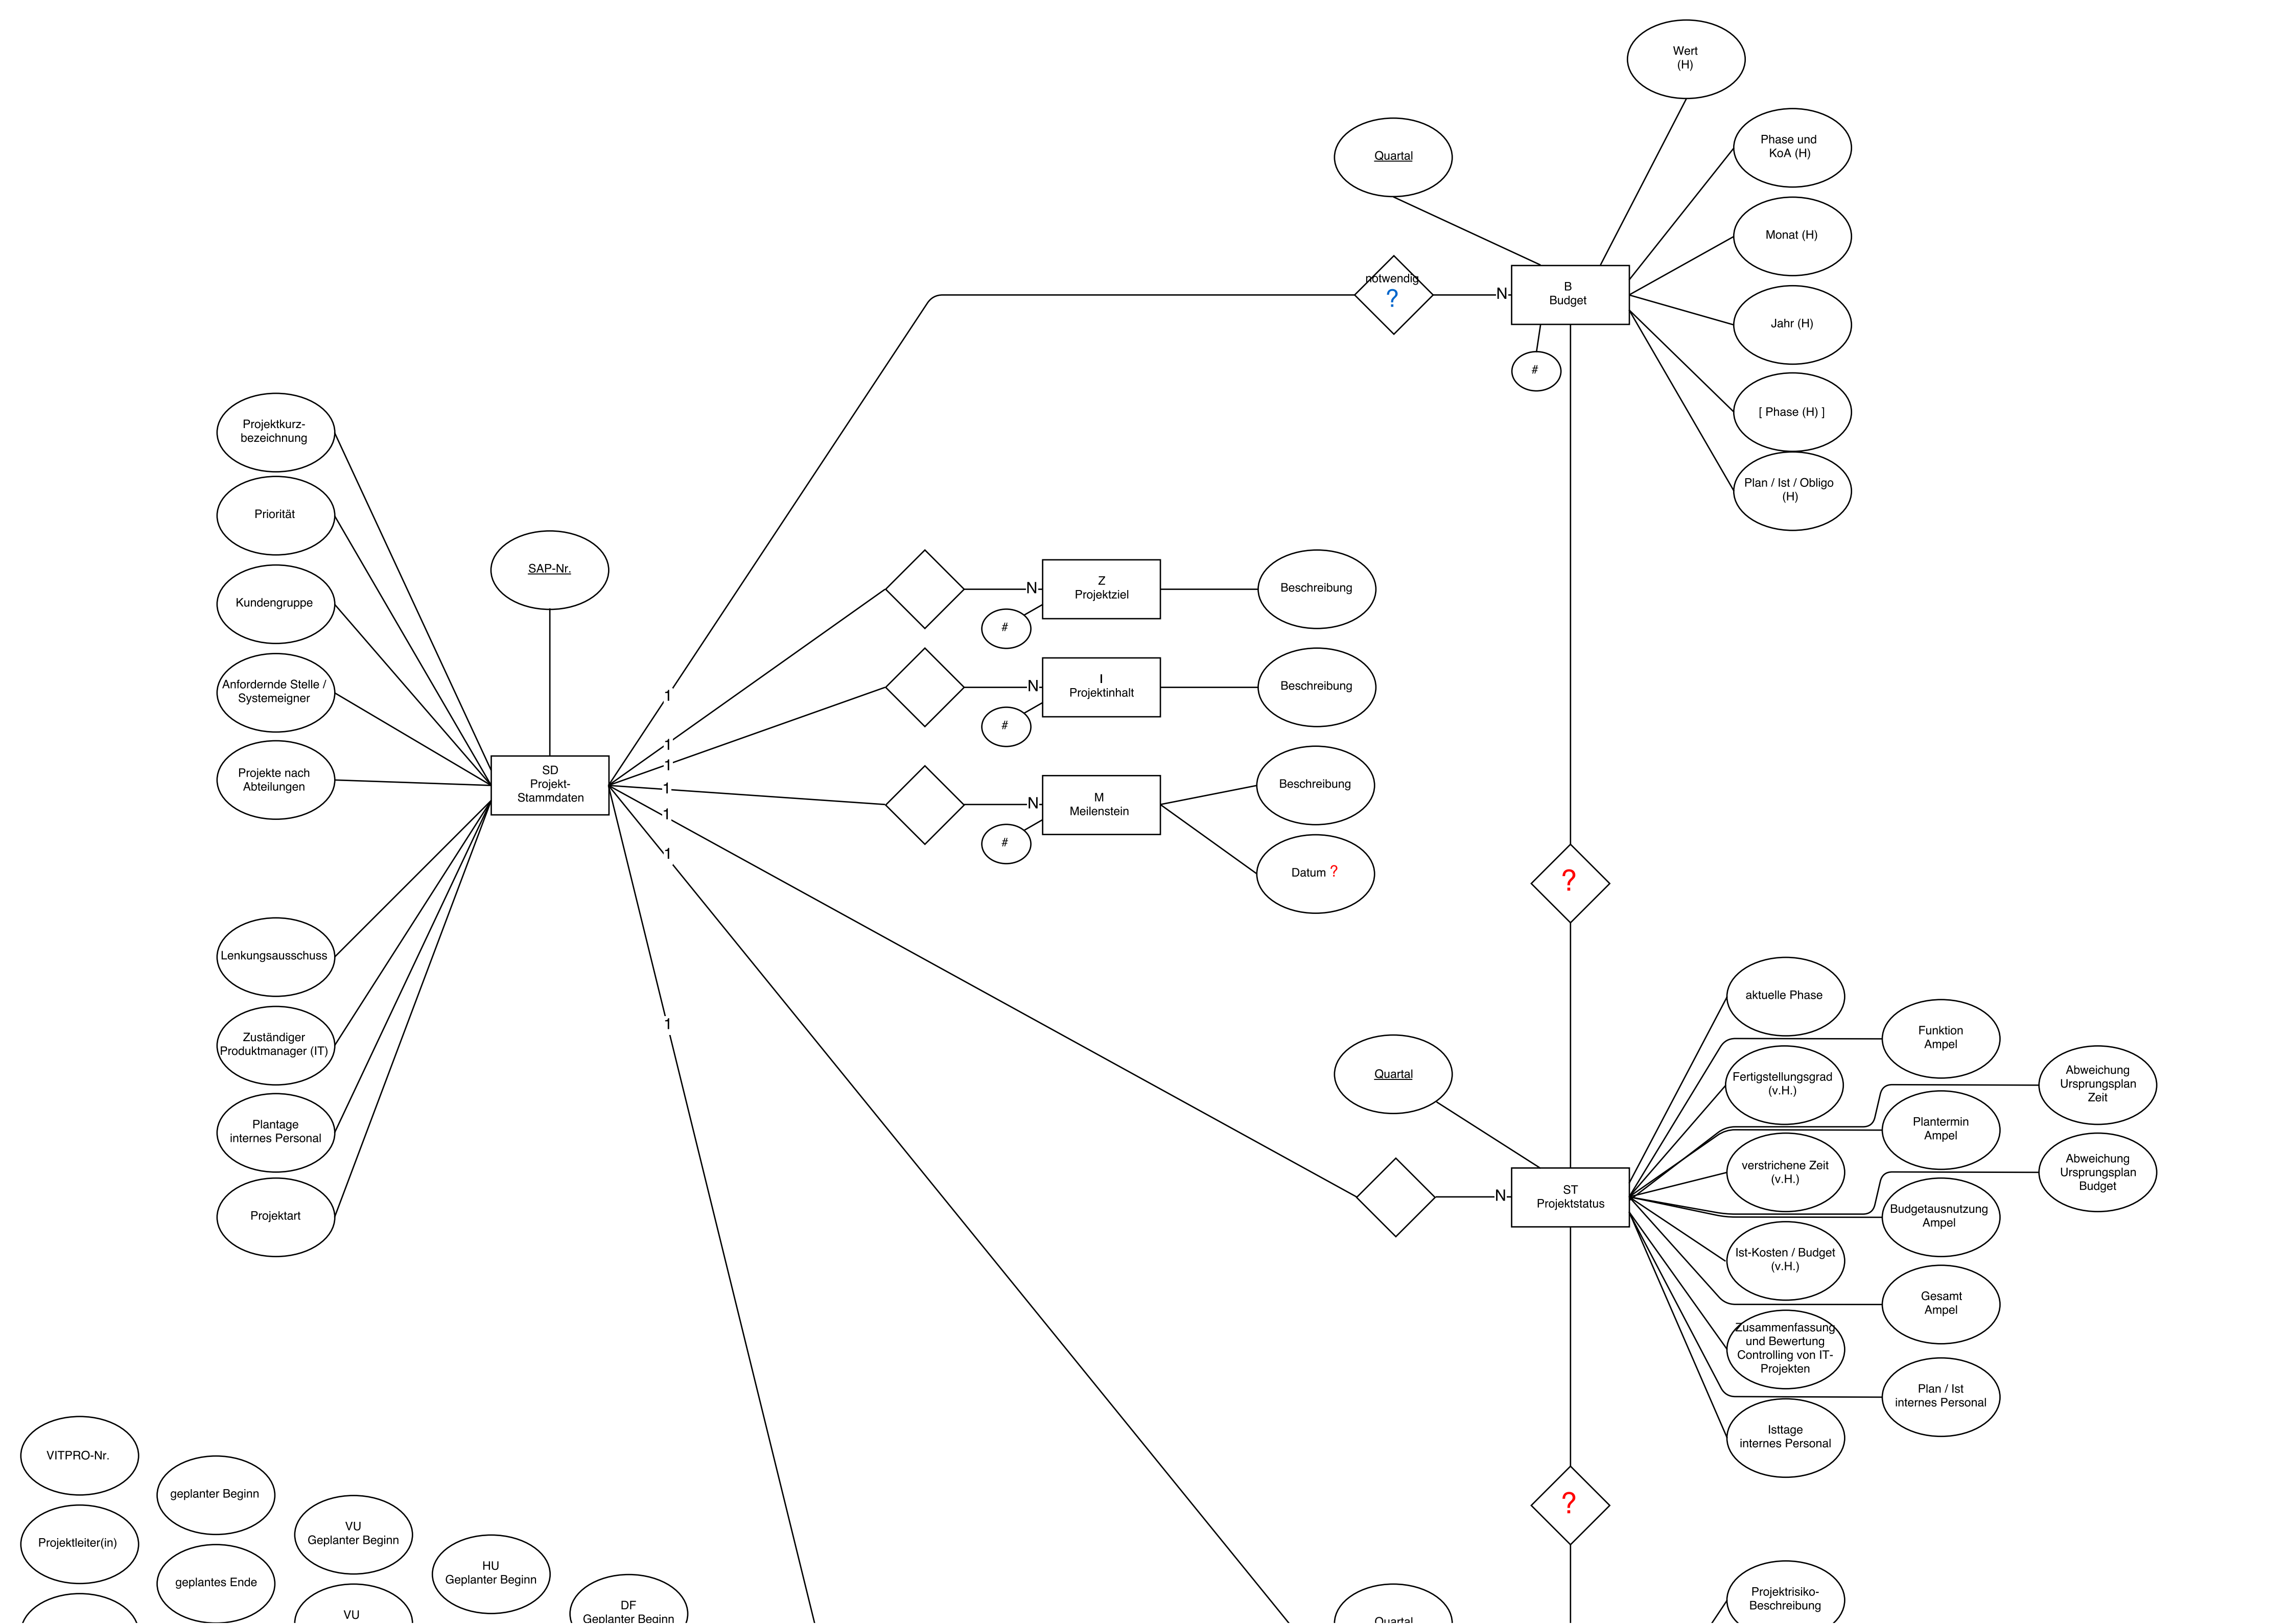 Wert
(H)
Quartal
Phase und
KoA (H)
Monat (H)
notwendig
?
N
B
Budget
Jahr (H)
#
[ Phase (H) ]
Plan / Ist / Obligo
(H)
Projektkurz-
bezeichnung
Priorität
SAP-Nr.
Kundengruppe
N
Z
Projektziel
Beschreibung
#
Anfordernde Stelle /
Systemeigner
1
N
I
Projektinhalt
Beschreibung
#
1
1
Projekte nach
Abteilungen
SD
Projekt-
Stammdaten
1
1
1
N
M
Meilenstein
Beschreibung
#
Datum ?
?
Lenkungsausschuss
1
Zuständiger
Produktmanager (IT)
Plantage
internes Personal
Projektart
Quartal
N
ST
Projektstatus
aktuelle Phase
Funktion
Ampel
Fertigstellungsgrad
(v.H.)
Abweichung
Ursprungsplan
Zeit
Plantermin
Ampel
verstrichene Zeit
(v.H.)
Abweichung
Ursprungsplan
Budget
Budgetausnutzung
Ampel
Ist-Kosten / Budget
(v.H.)
Gesamt
Ampel
Zusammenfassung
und Bewertung
Controlling von IT-
Projekten
Plan / Ist
internes Personal
Isttage
internes Personal
?
VITPRO-Nr.
geplanter Beginn
VU
Geplanter Beginn
Projektleiter(in)
HU
Geplanter Beginn
geplantes Ende
DF
Geplanter Beginn
VU
Quartal
Projektrisiko-
Beschreibung